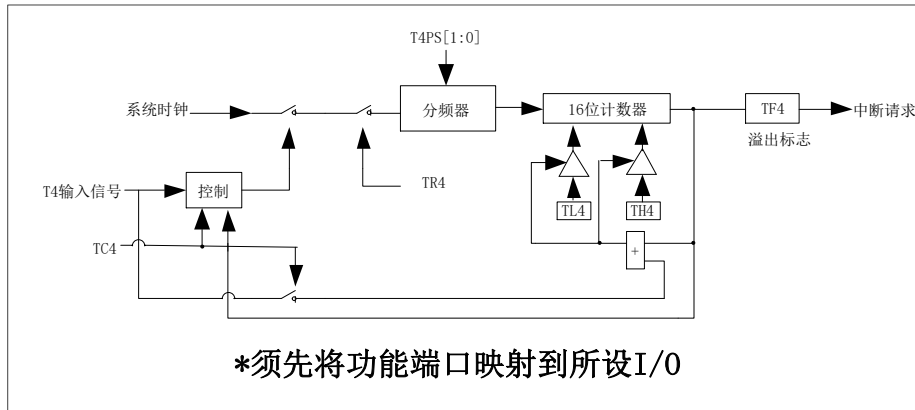 T4PS[1:0]
系统时钟
分频器
16位计数器
TF4
中断请求
溢出标志
T4输入信号
控制
TR4
TL4
TH4
TC4
+
*须先将功能端口映射到所设I/O